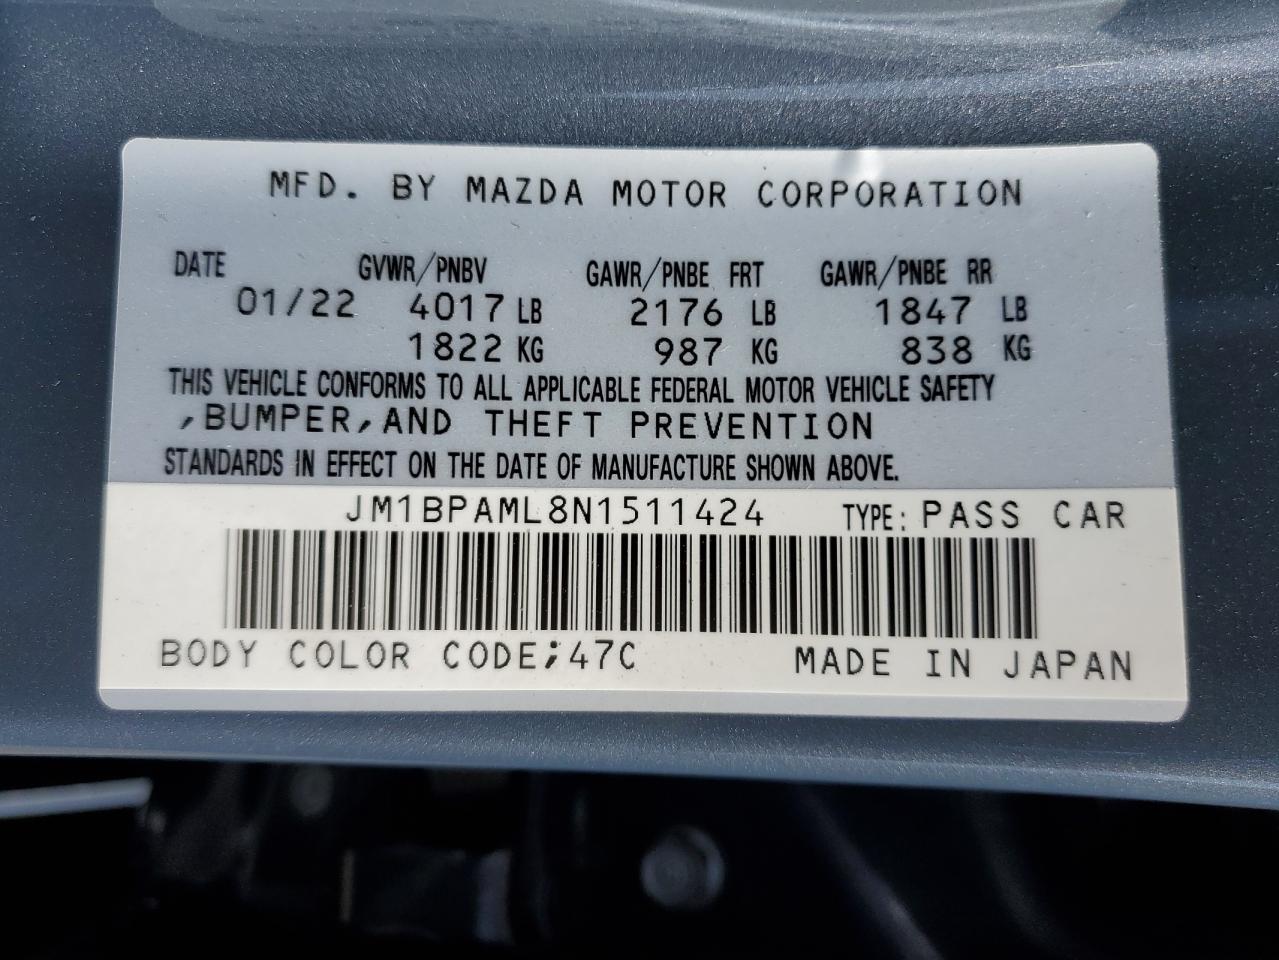 MFD. BY MAZDA MOTOR CORPORATION
DATE GVWR/PNBV GAWR/PNBE FRT GAWR/PNBE RR
01/22 4017 LB 2176 LB 1847 LB
1822 KG 987 KG 838 KG
THIS VEHICLE CONFORMS TO ALL APPLICABLE FEDERAL MOTOR VEHICLE SAFETY
,BUMPER,AND THEFT PREVENTION
STANDARDS IN EFFECT ON THE DATE OF MANUFACTURE SHOWN ABOVE.
JM1BPAML8N1511424 TYPE: PASS CAR
BODY COLOR CODE;47C MADE IN JAPAN